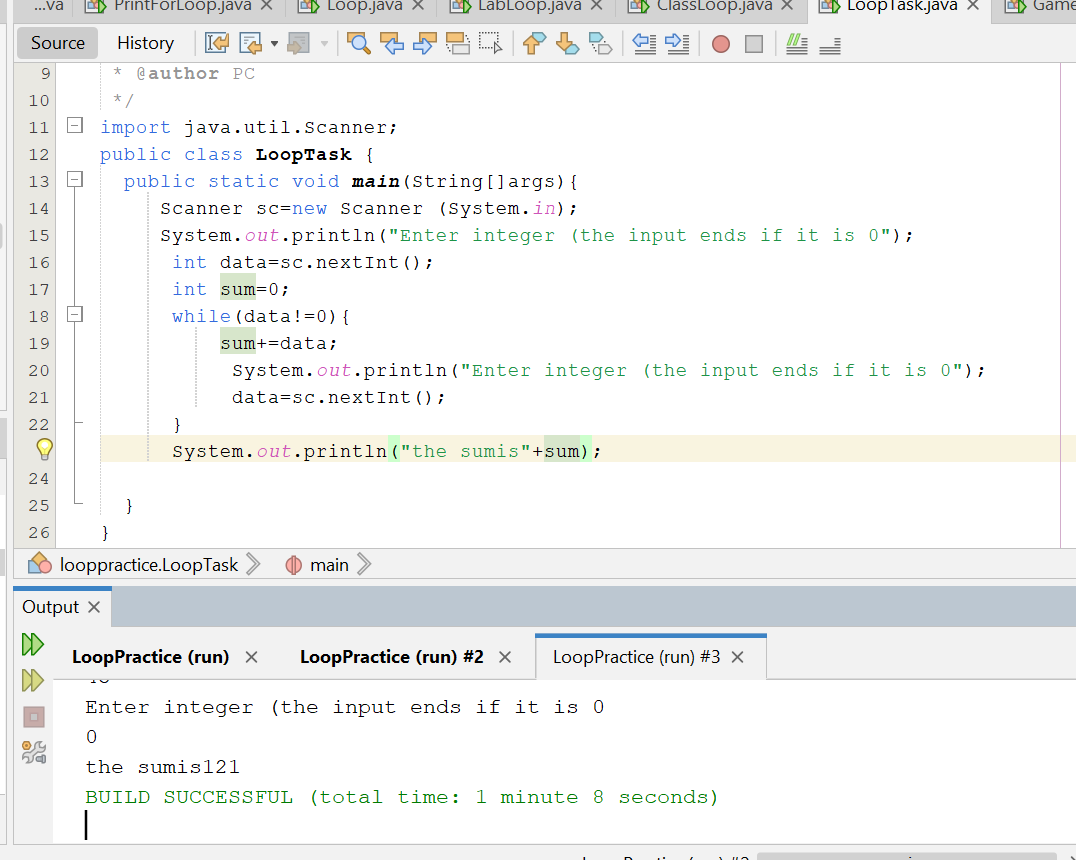 ...va PrintForLoop.java Loop.java LabLoop.java ClassLoop.java LoopTask.java Game
Source History
9 * @author PC
10 */
11 import java.util.Scanner;
12 public class LoopTask {
13 public static void main(String[]args){
14 Scanner sc=new Scanner (System.in);
15 System.out.println("Enter integer (the input ends if it is 0");
16 int data=sc.nextInt();
17 int sum=0;
18 while(data!=0){
19 sum+=data;
20 System.out.println("Enter integer (the input ends if it is 0");
21 data=sc.nextInt();
22 }
System.out.println("the sumis"+sum);
24
25 }
26 }
looppractice.LoopTask main
Output
LoopPractice (run) LoopPractice (run) #2 LoopPractice (run) #3
Enter integer (the input ends if it is 0
0
the sumis121
BUILD SUCCESSFUL (total time: 1 minute 8 seconds)